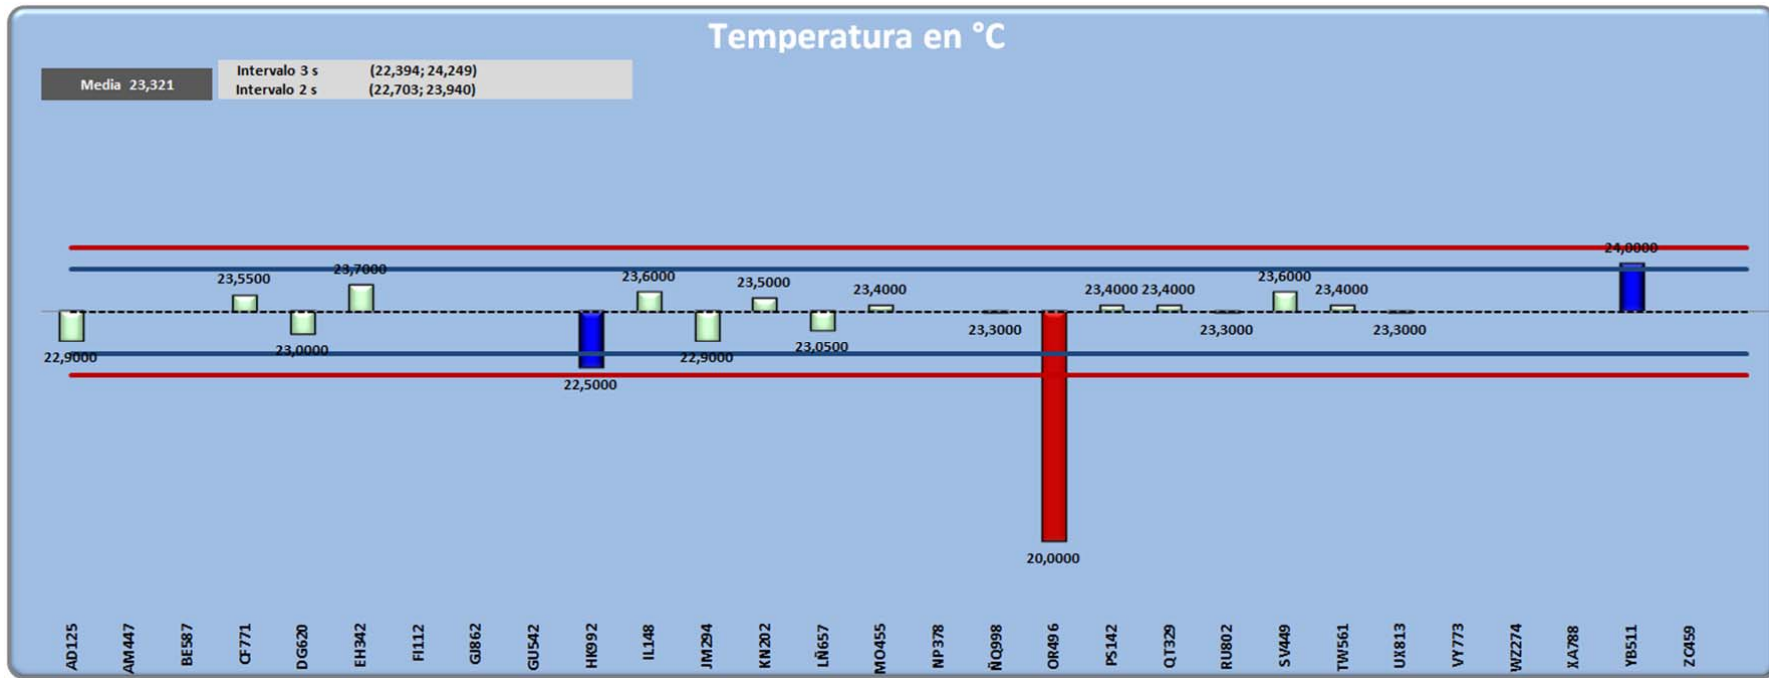 Temperatura en °C
Media 23,321
Intervalo 3 s (22,394; 24,249)
Intervalo 2 s (22,703; 23,940)
22,9000
23,5500
23,0000
23,7000
22,5000
23,6000
22,9000
23,5000
23,0500
23,4000
23,3000
20,0000
23,4000
23,4000
23,3000
23,6000
23,4000
23,3000
24,0000
AD125
AM447
BE587
CF771
DG620
EH342
FI112
GJ862
GU542
HK992
IL148
JM294
KN202
LÑ657
MO455
NP378
ÑQ998
OR496
PS142
QT329
RU802
SV449
TW561
UX813
VY773
WZ274
XA788
YB511
ZC459